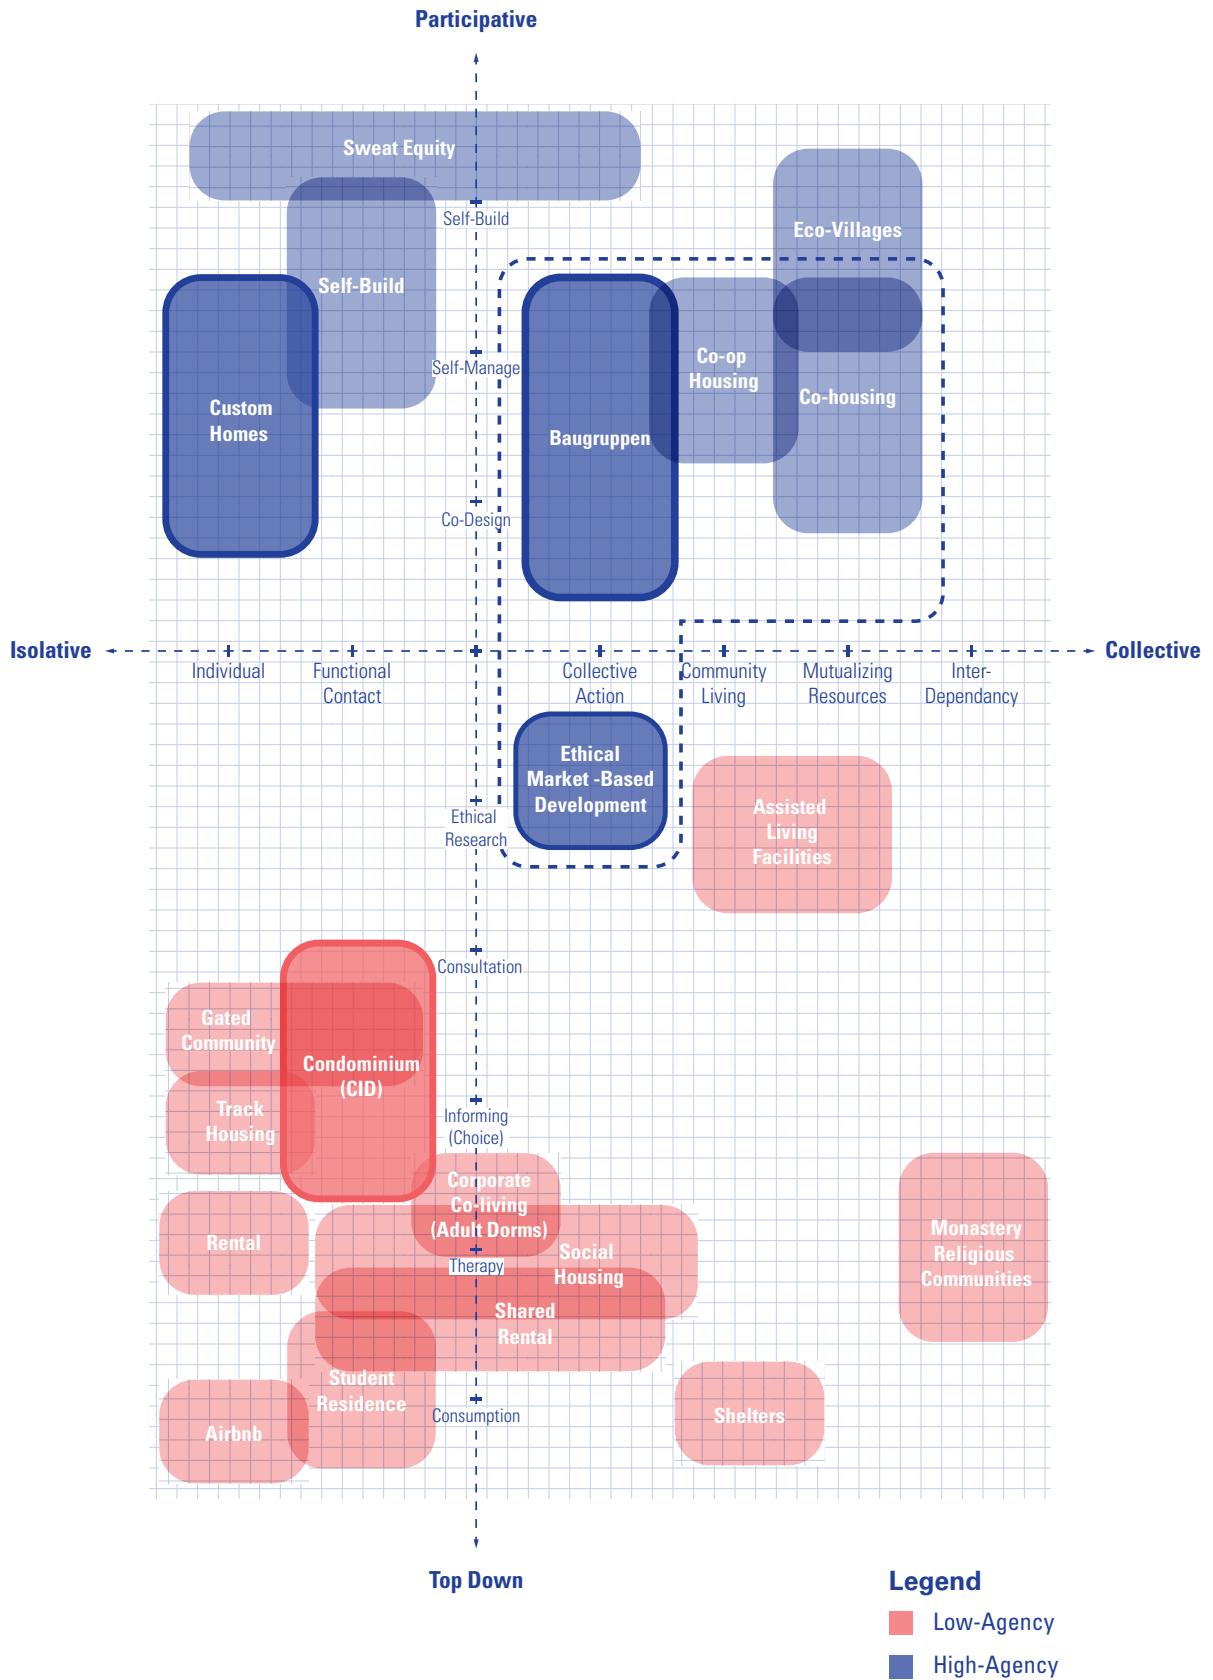 Participative
Sweat Equity
Self-Build
Eco-Villages
Self-Build
Co-op
Housing
Self-Manage
Co-housing
Custom
Homes
Baugruppen
Co-Design
Isolative
Collective
Individual
Functional
Contact
Collective
Action
Community
Living
Mutualizing
Resources
Inter-
Dependancy
Ethical
Market -Based
Development
Ethical
Research
Assisted
Living
Facilities
Consultation
Gated
Community
Condominium
(CID)
Track
Housing
Informing
(Choice)
Corporate
Co-living
(Adult Dorms)
Rental
Social
Housing
Therapy
Monastery
Religious
Communities
Shared
Rental
Student
Residence
Consumption
Shelters
Airbnb
Top Down
Legend
Low-Agency
High-Agency